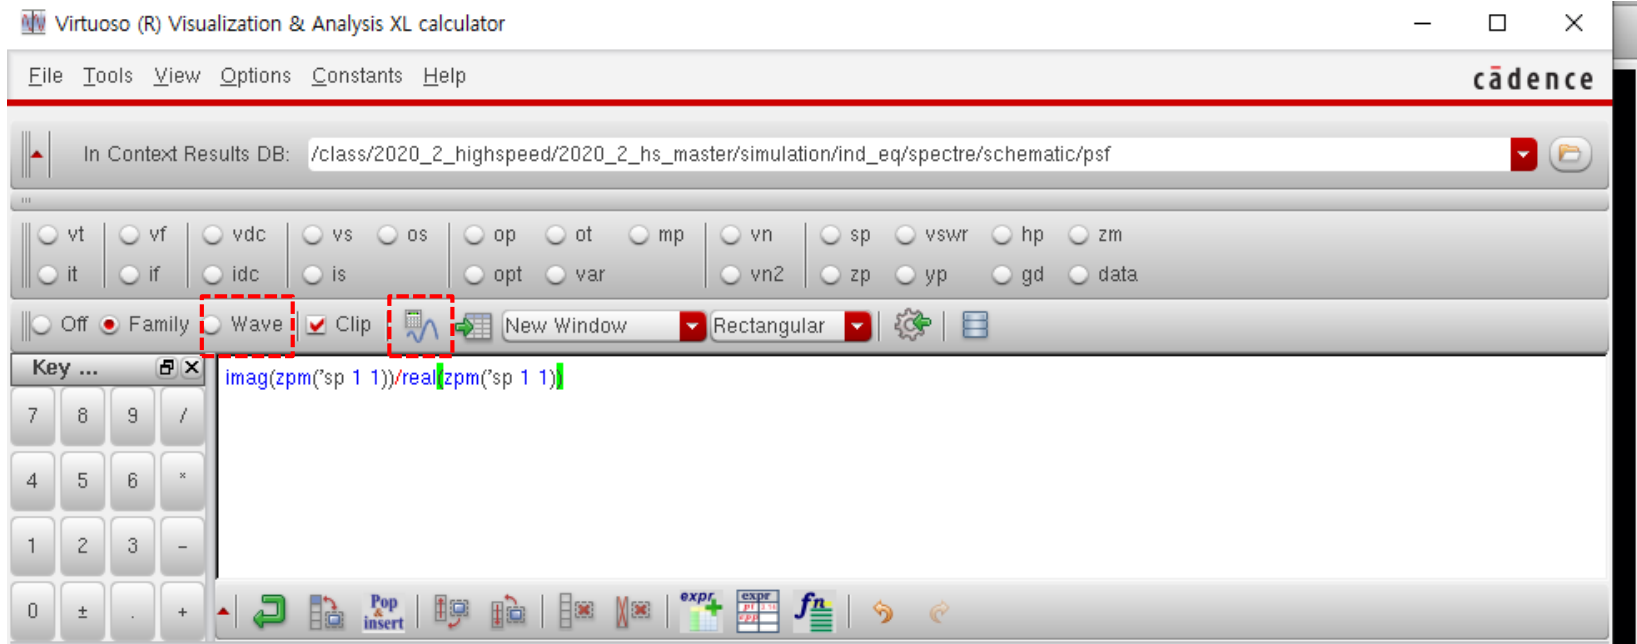 Virtuoso (R) Visualization & Analysis XL calculator
File Tools View Options Constants Help
cādence
In Context Results DB: /class/2020_2_highspeed/2020_2_hs_master/simulation/ind_eq/spectre/schematic/psf
vt vf vdc vs os op ot mp vn sp vswr hp zm
it if idc is opt var vn2 zp yp gd data
Off Family Wave Clip New Window Rectangular
Key ...
imag(zpm('sp 1 1))/real(zpm('sp 1 1))
7 8 9 /
4 5 6 *
1 2 3 -
0 ± . +
Pop & insert
expr
expr
fn